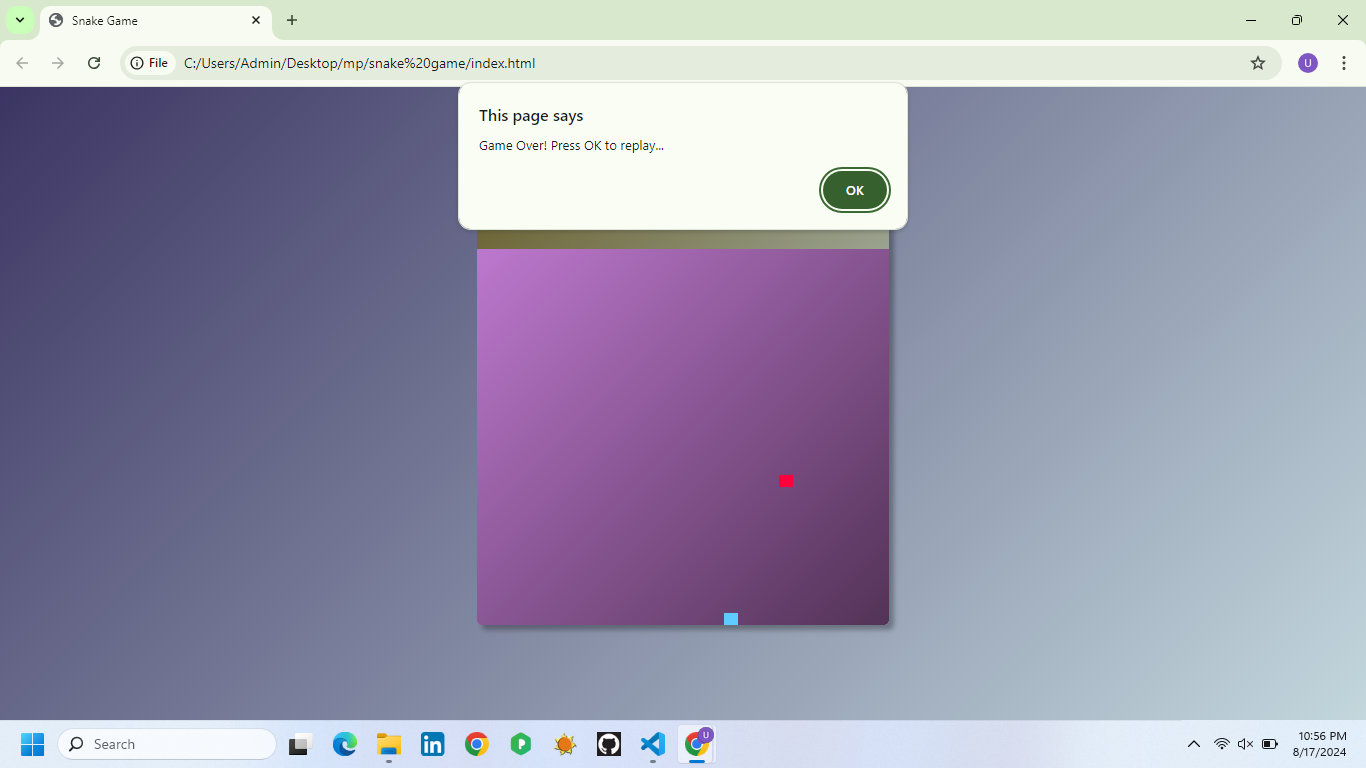 Snake Game
File
C:/Users/Admin/Desktop/mp/snake%20game/index.html
U
This page says
Game Over! Press OK to replay...
OK
Search
P
in
U
10:56 PM
8/17/2024